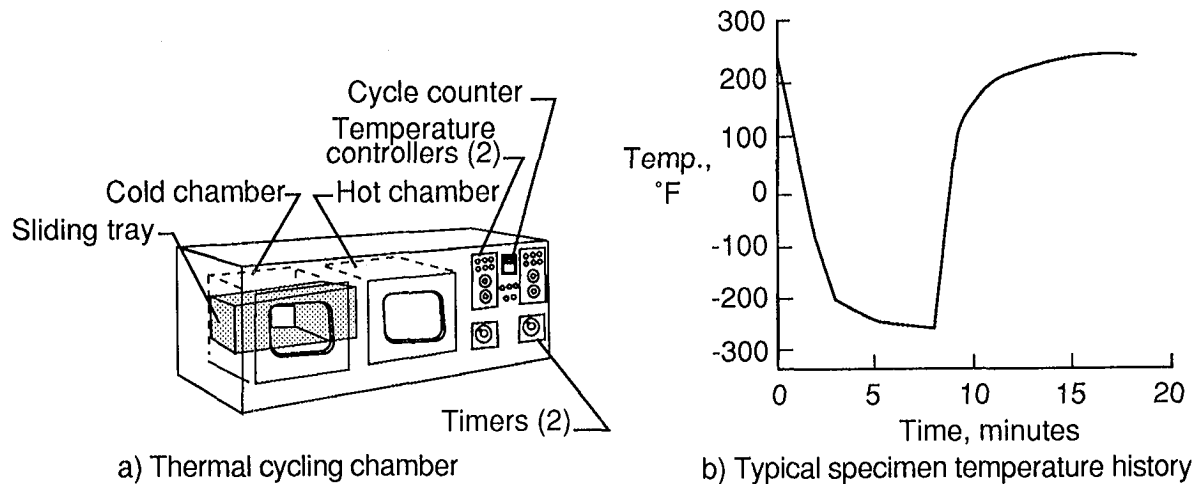 Cycle counter
Temperature
controllers (2)
Cold chamber
Hot chamber
Sliding tray
Timers (2)
a) Thermal cycling chamber
300
200
100
0
-100
-200
-300
Temp.,
°F
0
5
10
15
20
Time, minutes
b) Typical specimen temperature history